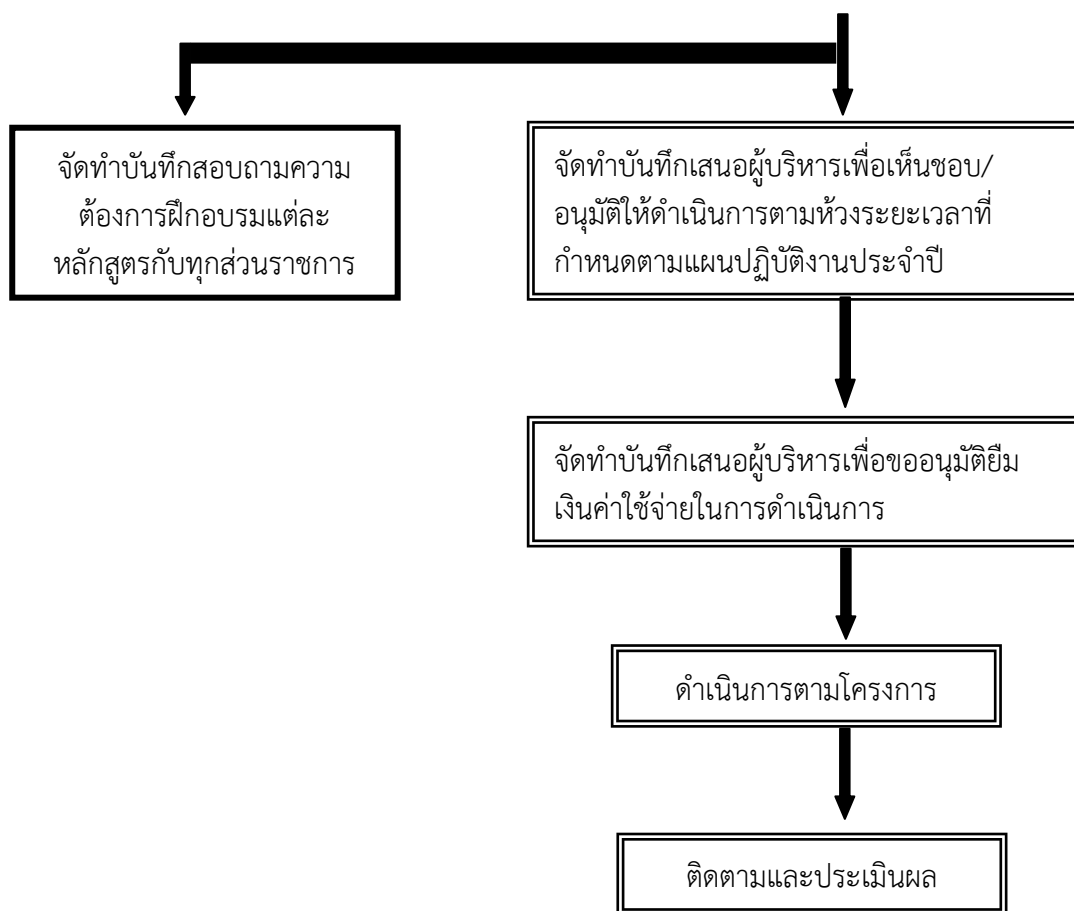 จัดทำบันทึกสอบถามความ
ต้องการฝึกอบรมแต่ละ
หลักสูตรกับทุกส่วนราชการ
จัดทำบันทึกเสนอผู้บริหารเพื่อเห็นชอบ/
อนุมัติให้ดำเนินการตามห้วงระยะเวลาที่
กำหนดตามแผนปฏิบัติงานประจำปี
จัดทำบันทึกเสนอผู้บริหารเพื่อขออนุมัติยืม
เงินค่าใช้จ่ายในการดำเนินการ
ดำเนินการตามโครงการ
ติดตามและประเมินผล